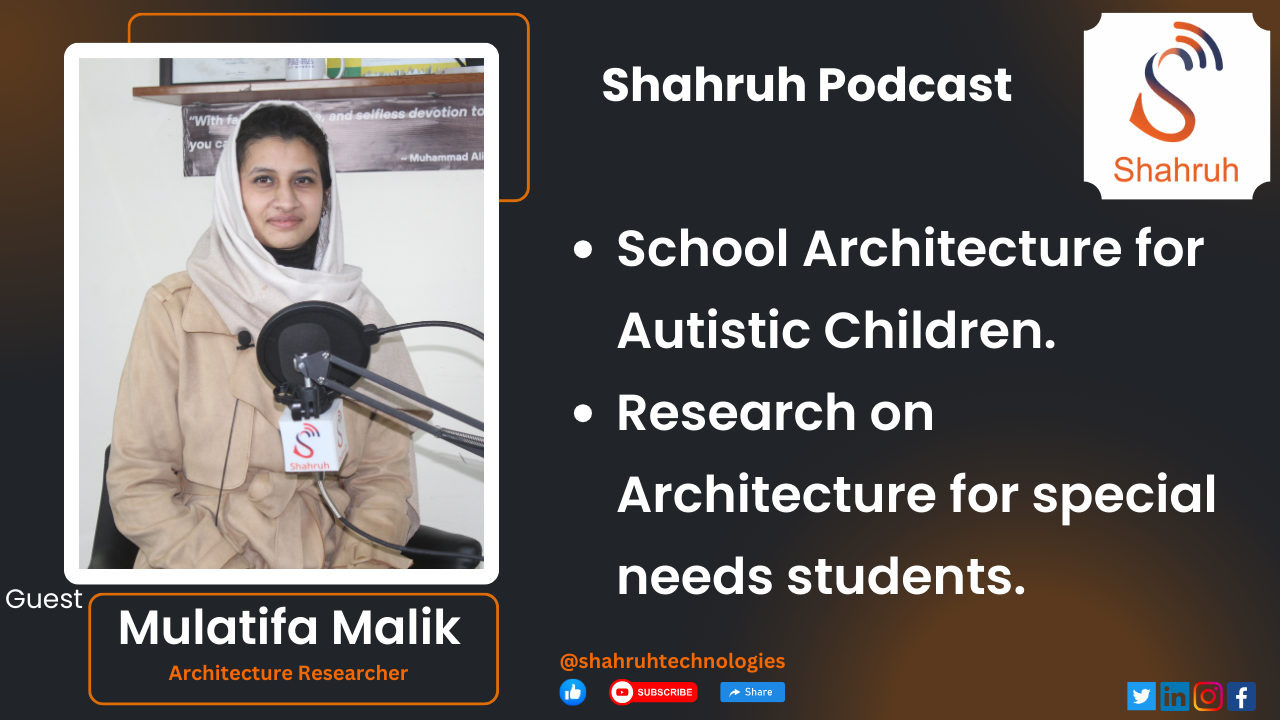 Shahruh Podcast
Shahruh
"With fa , and selfless devotion to
you ca
– Muhammad Ali
Shahruh
• School Architecture for
Autistic Children.
• Research on
Architecture for special
needs students.
Guest
Mulatifa Malik
Architecture Researcher
@shahruhtechnologies
SUBSCRIBE
Share